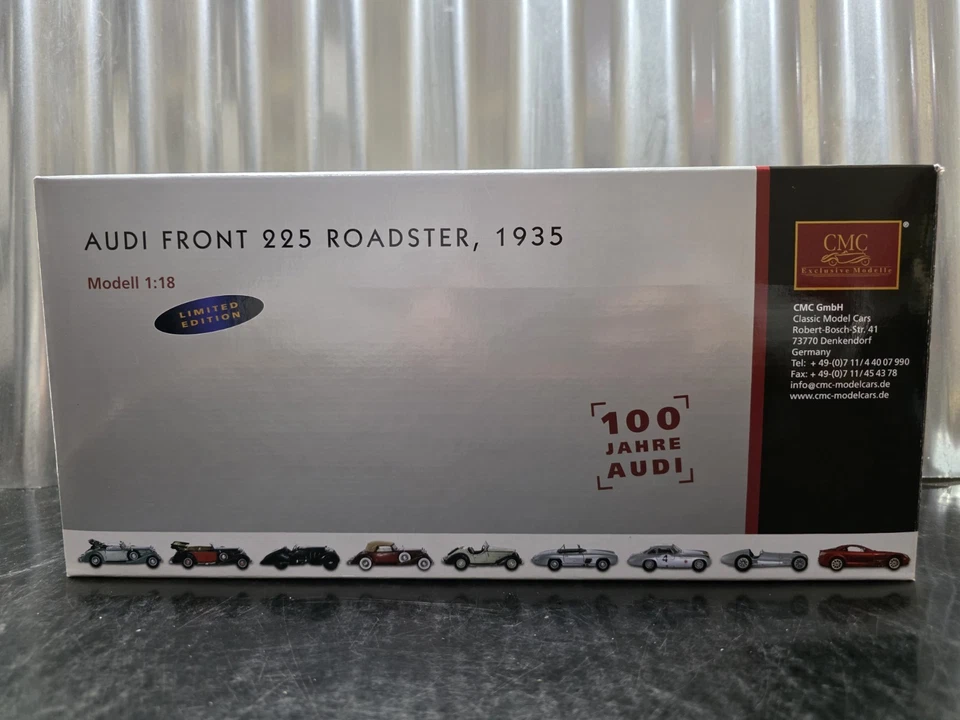 AUDI FRONT 225 ROADSTER, 1935
Modell 1:18
LIMITED
EDITION
100
JAHRE
AUDI
CMC
®
Exclusive Modelle
CMC GmbH
Classic Model Cars
Robert-Bosch-Str. 41
73770 Denkendorf
Germany
Tel: + 49-(0)7 11/4 40 07 990
Fax: + 49-(0)7 11/45 43 78
info@cmc-modelcars.de
www.cmc-modelcars.de
4